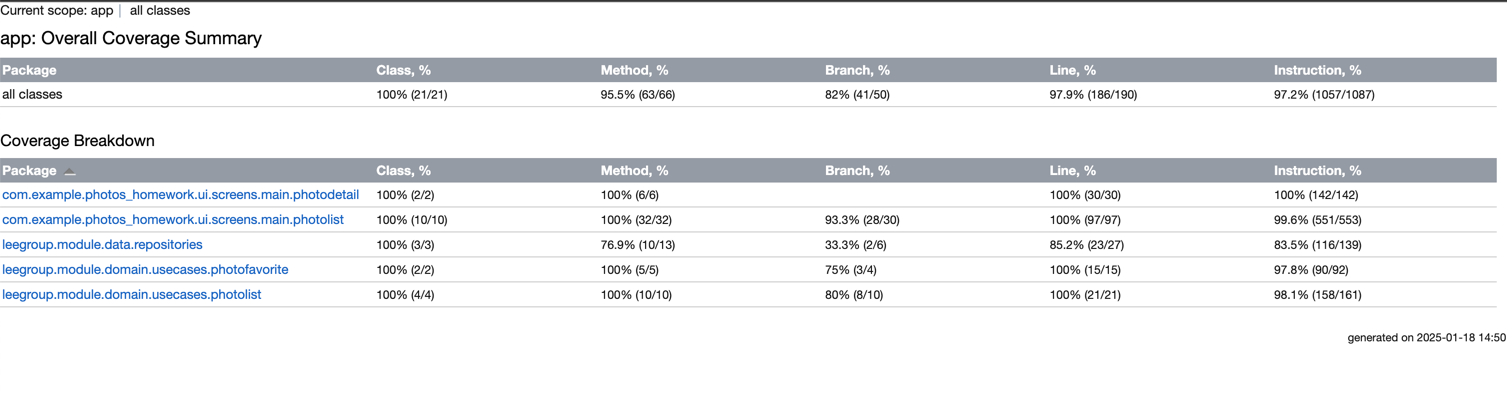 Current scope: app | all classes
app: Overall Coverage Summary
Package Class, % Method, % Branch, % Line, % Instruction, %
all classes 100% (21/21) 95.5% (63/66) 82% (41/50) 97.9% (186/190) 97.2% (1057/1087)
Coverage Breakdown
Package Class, % Method, % Branch, % Line, % Instruction, %
com.example.photos_homework.ui.screens.main.photodetail 100% (2/2) 100% (6/6) 100% (30/30) 100% (142/142)
com.example.photos_homework.ui.screens.main.photolist 100% (10/10) 100% (32/32) 93.3% (28/30) 100% (97/97) 99.6% (551/553)
leegroup.module.data.repositories 100% (3/3) 76.9% (10/13) 33.3% (2/6) 85.2% (23/27) 83.5% (116/139)
leegroup.module.domain.usecases.photofavorite 100% (2/2) 100% (5/5) 75% (3/4) 100% (15/15) 97.8% (90/92)
leegroup.module.domain.usecases.photolist 100% (4/4) 100% (10/10) 80% (8/10) 100% (21/21) 98.1% (158/161)
generated on 2025-01-18 14:50